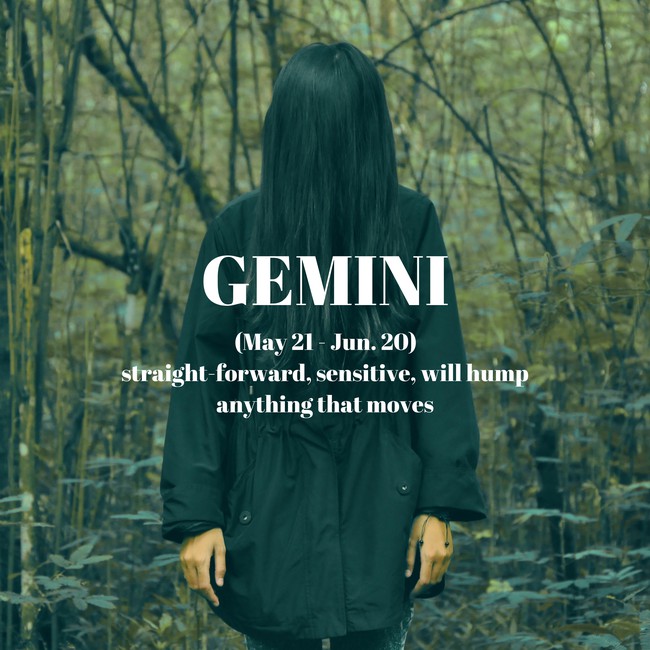 GEMINI
(May 21 - Jun. 20)
straight-forward, sensitive, will hump
anything that moves